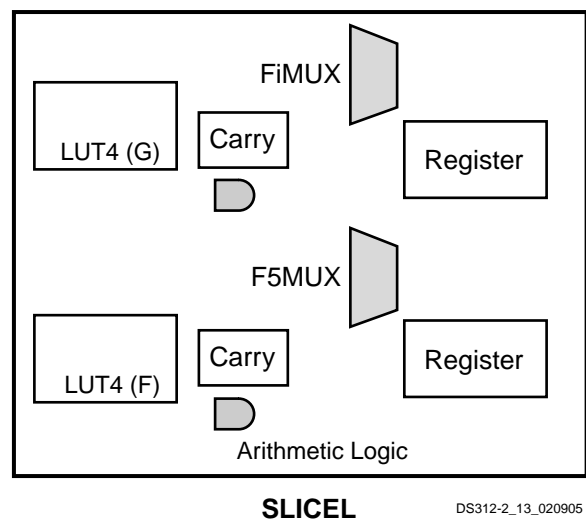 FiMUX
Carry
LUT4 (G)
Register
F5MUX
Carry
LUT4 (F)
Register
Arithmetic Logic
SLICEL
DS312-2_13_020905